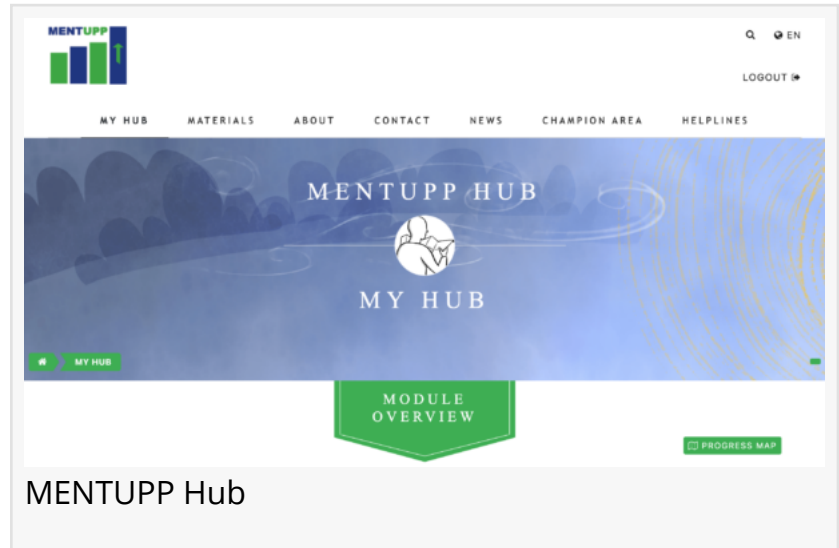 MENTUPP
EN
LOGOUT
MY HUB MATERIALS ABOUT CONTACT NEWS CHAMPION AREA HELPLINES
MENTUPP HUB
MY HUB
MY HUB
MODULE
OVERVIEW
PROGRESS MAP
MENTUPP Hub